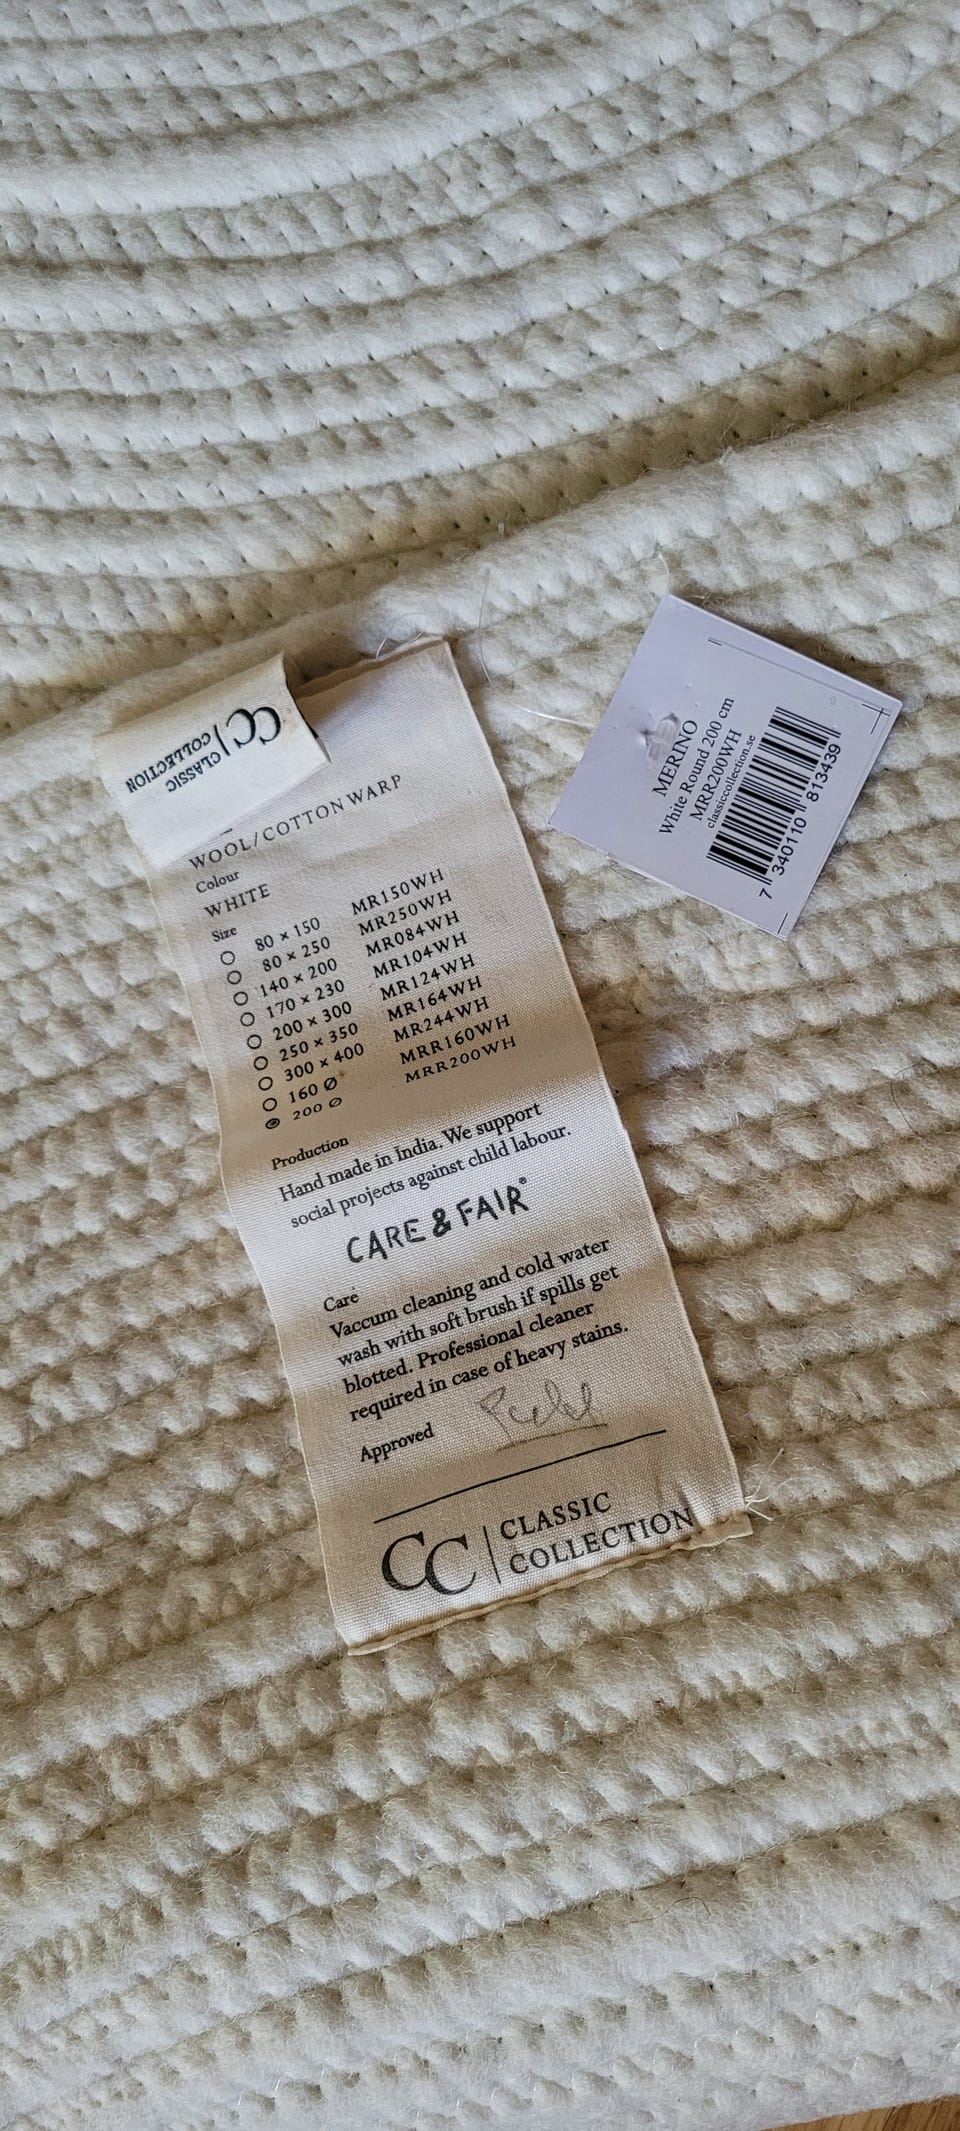 CC | CLASSIC
COLLECTION
WOOL/COTTON WARP
Colour
WHITE
Size
80 × 150 MR150WH
80 × 250 MR250WH
140 × 200 MR084WH
170 × 230 MR104WH
200 × 300 MR124WH
250 × 350 MR164WH
300 × 400 MR244WH
160 Ø MRR160WH
200 Ø MRR200WH
Production
Hand made in India. We support
social projects against child labour.
CARE & FAIR®
Care
Vaccum cleaning and cold water
wash with soft brush if spills get
blotted. Professional cleaner
required in case of heavy stains.
Approved
CC | CLASSIC
COLLECTION
MERINO
White Round 200 cm
MRR200WH
classiccollection.se
7 340110 813439